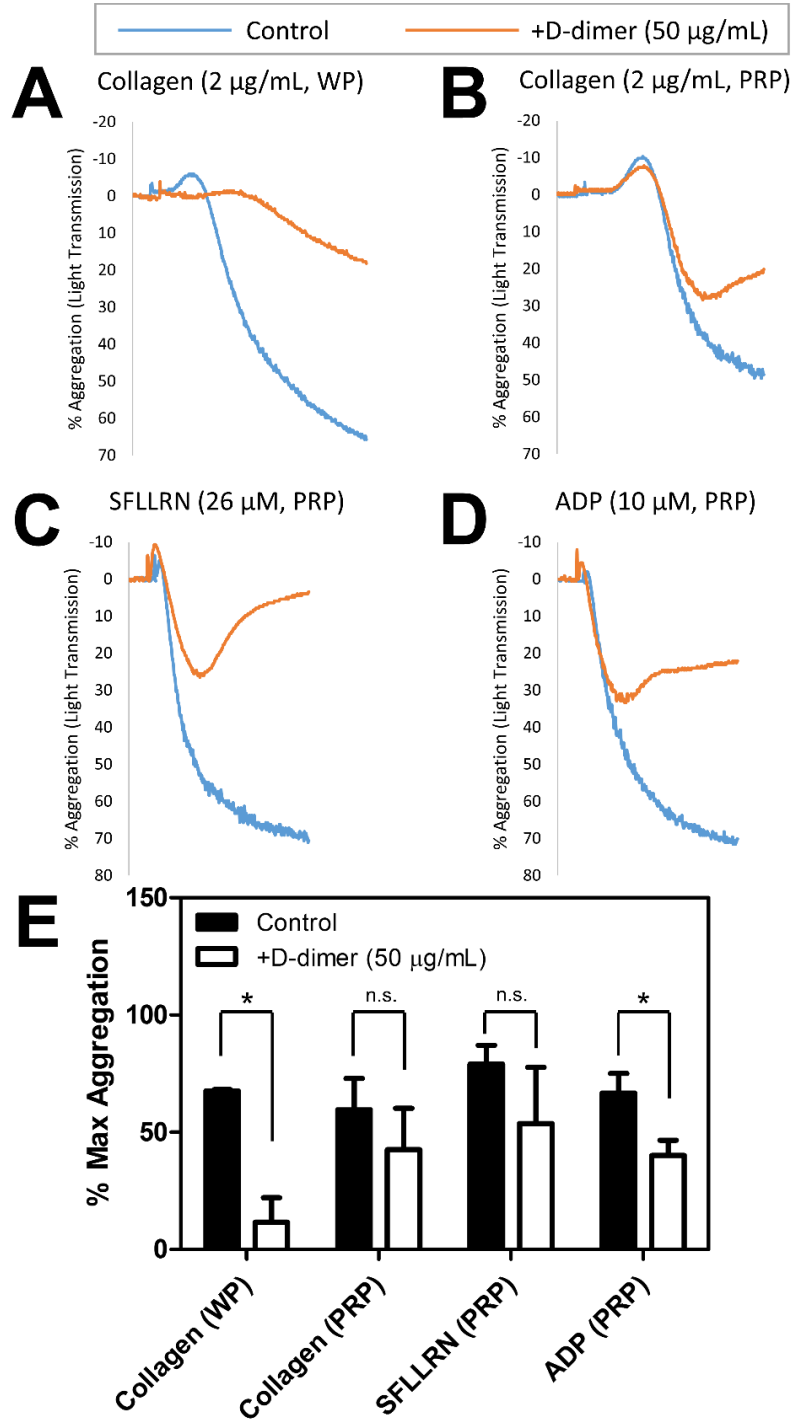 Control
+D-dimer (50 µg/mL)
A
Collagen (2 µg/mL, WP)
% Aggregation (Light Transmission)
-20
-10
0
10
20
30
40
50
60
70
B
Collagen (2 µg/mL, PRP)
% Aggregation (Light Transmission)
-20
-10
0
10
20
30
40
50
60
70
C
SFLLRN (26 µM, PRP)
% Aggregation (Light Transmission)
-10
0
10
20
30
40
50
60
70
80
D
ADP (10 µM, PRP)
% Aggregation (Light Transmission)
-10
0
10
20
30
40
50
60
70
80
E
% Max Aggregation
150
100
50
0
Control
+D-dimer (50 µg/mL)
*
n.s.
n.s.
*
Collagen (WP)
Collagen (PRP)
SFLLRN (PRP)
ADP (PRP)